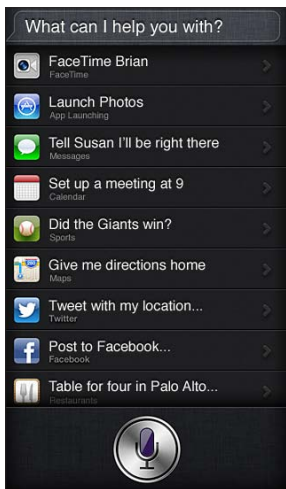 What can I help you with?
FaceTime Brian
FaceTime
Launch Photos
App Launching
Tell Susan I'll be right there
Messages
Set up a meeting at 9
Calendar
Did the Giants win?
Sports
Give me directions home
Maps
Tweet with my location...
Twitter
Post to Facebook...
Facebook
Table for four in Palo Alto...
Restaurants